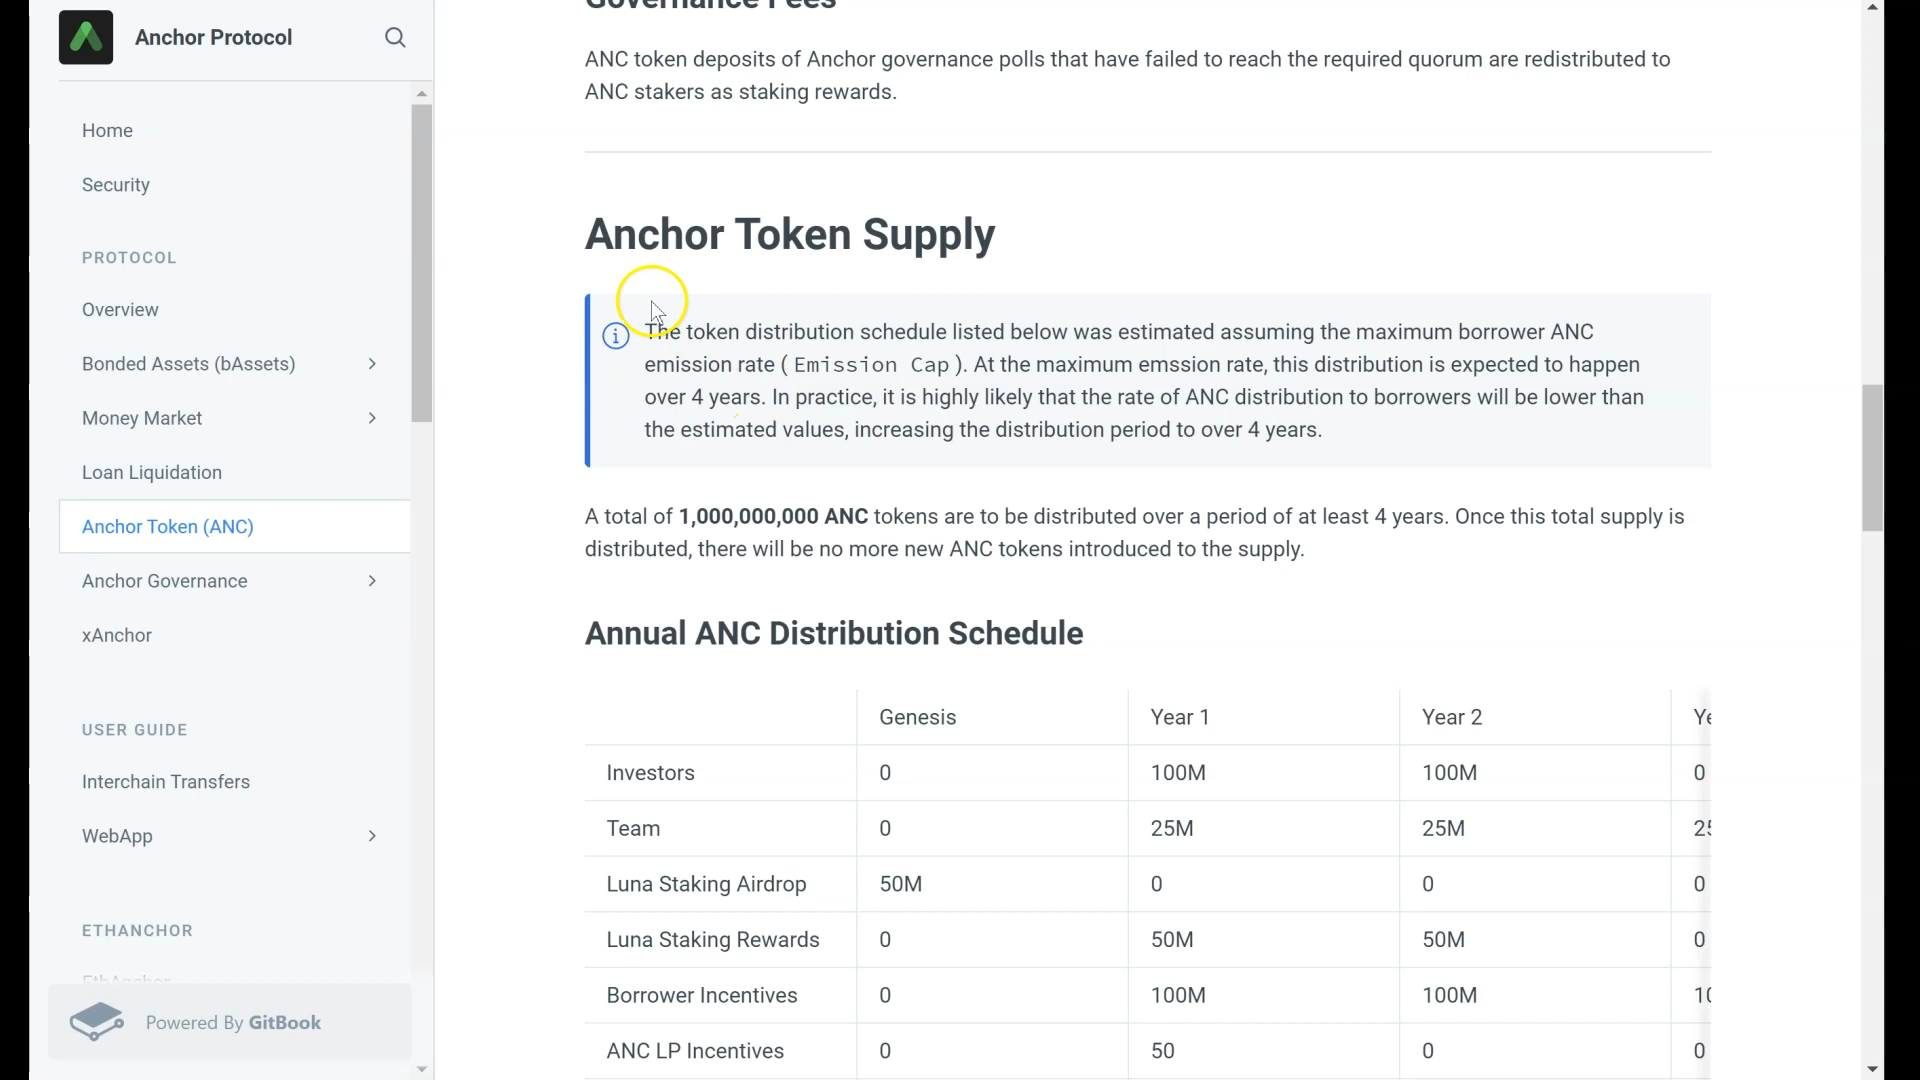 Anchor Protocol
Home
Security
PROTOCOL
Overview
Bonded Assets (bAssets)
Money Market
Loan Liquidation
Anchor Token (ANC)
Anchor Governance
xAnchor
USER GUIDE
Interchain Transfers
WebApp
ETHANCHOR
EthAnchor
Powered By GitBook
Governance Fees
ANC token deposits of Anchor governance polls that have failed to reach the required quorum are redistributed to
ANC stakers as staking rewards.
Anchor Token Supply
The token distribution schedule listed below was estimated assuming the maximum borrower ANC
emission rate ( Emission Cap ). At the maximum emssion rate, this distribution is expected to happen
over 4 years. In practice, it is highly likely that the rate of ANC distribution to borrowers will be lower than
the estimated values, increasing the distribution period to over 4 years.
A total of 1,000,000,000 ANC tokens are to be distributed over a period of at least 4 years. Once this total supply is
distributed, there will be no more new ANC tokens introduced to the supply.
Annual ANC Distribution Schedule
Genesis Year 1 Year 2 Ye
Investors 0 100M 100M 0
Team 0 25M 25M 25
Luna Staking Airdrop 50M 0 0 0
Luna Staking Rewards 0 50M 50M 0
Borrower Incentives 0 100M 100M 10
ANC LP Incentives 0 50 0 0